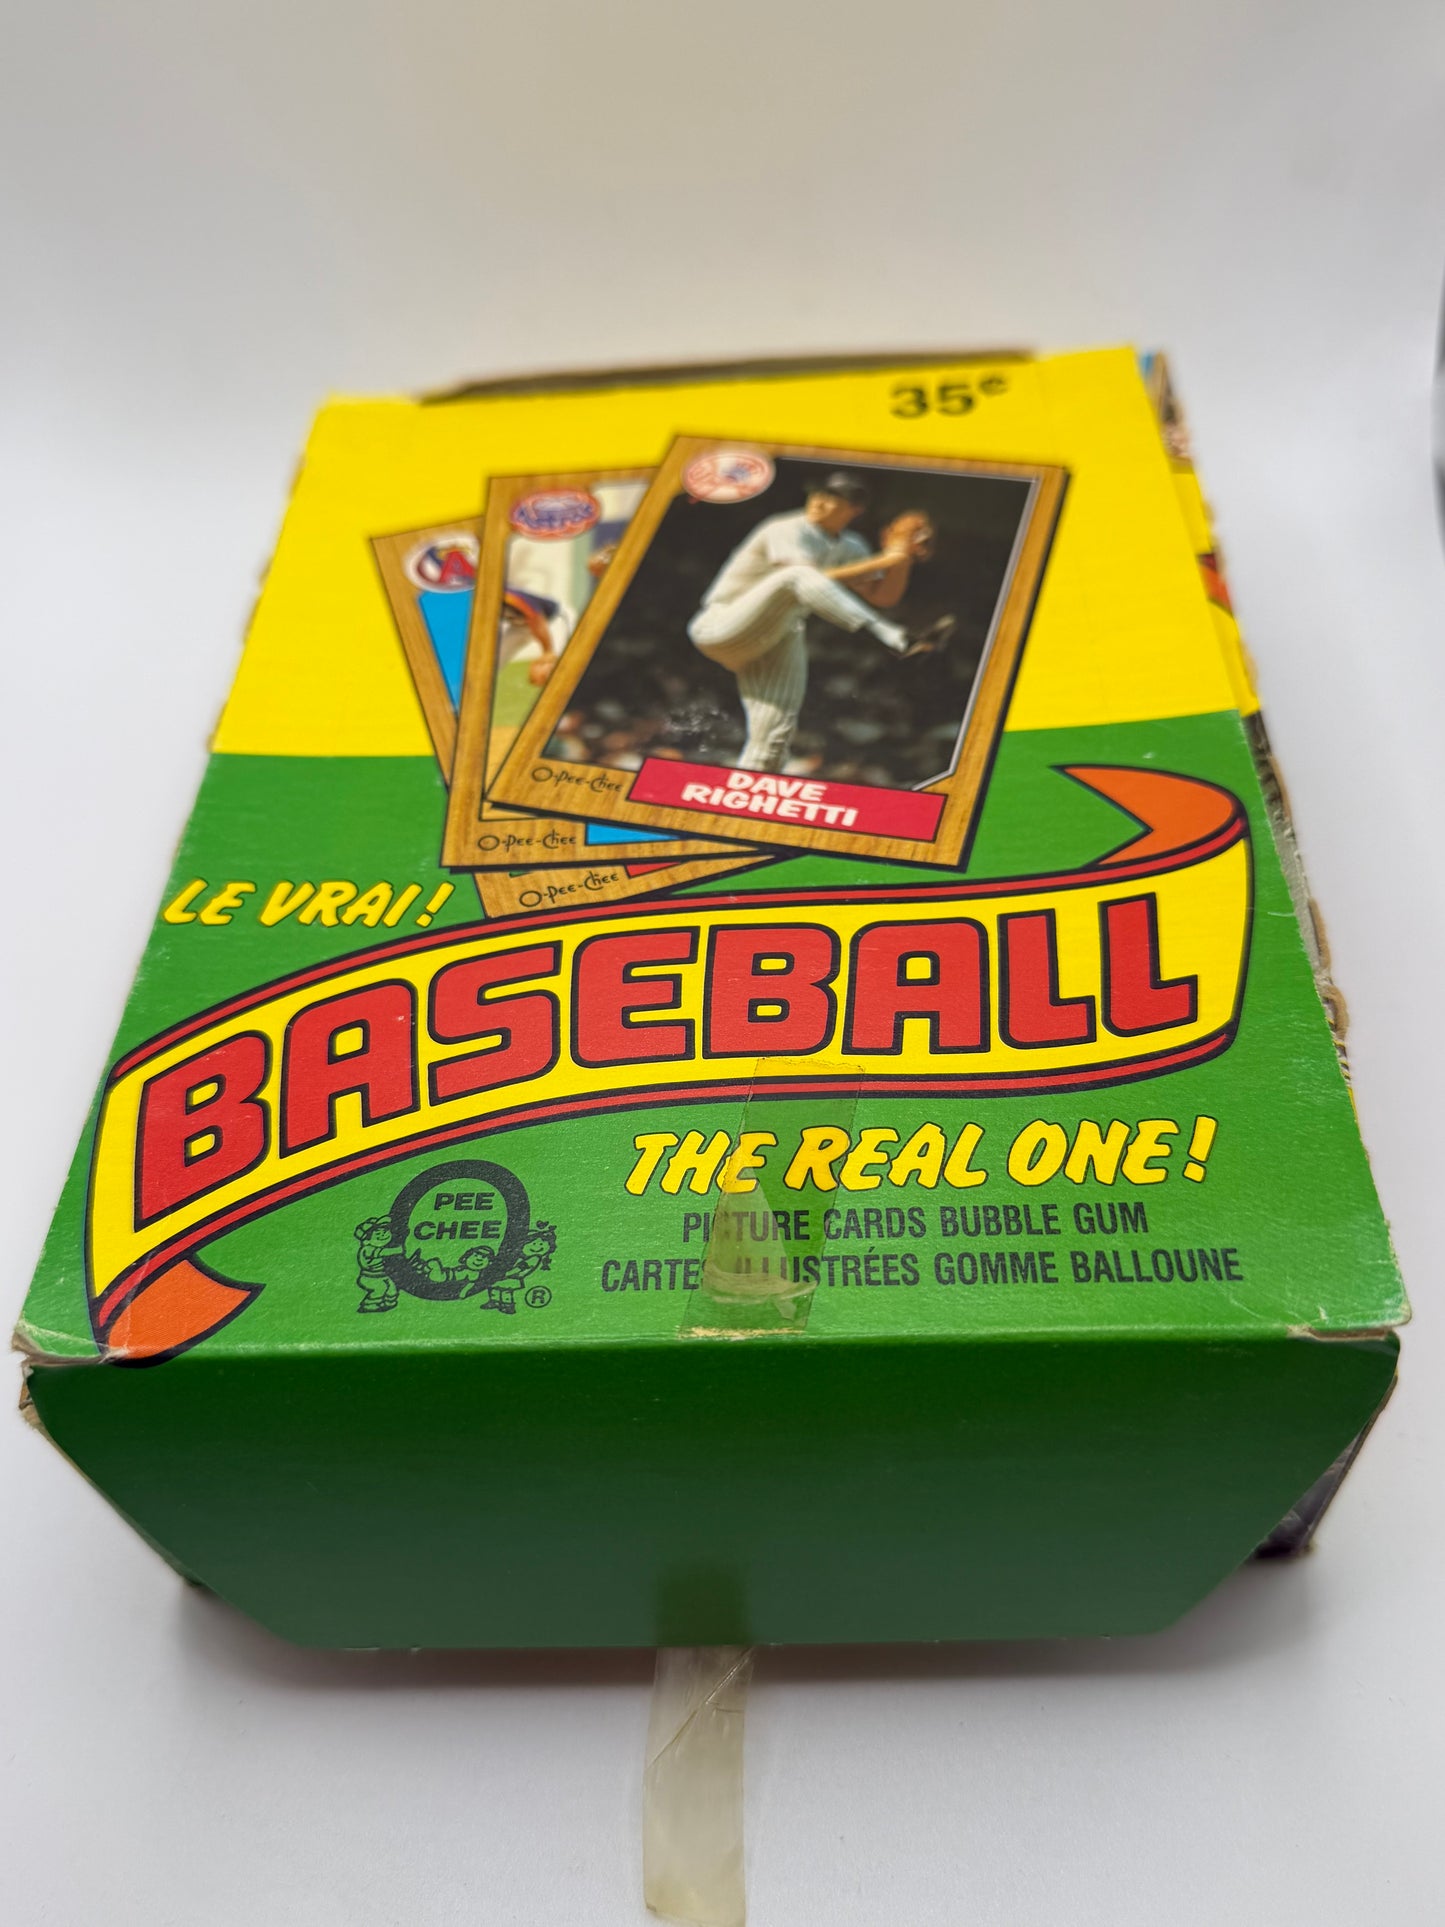 35¢
A
Astros
DAVE
RIGHETTI
O-Pee-Chee
O-Pee-Chee
O-Pee-Chee
LE VRAI!
BASEBALL
THE REAL ONE!
O
PEE
CHEE
®
PICTURE CARDS BUBBLE GUM
CARTES ILLUSTRÉES GOMME BALLOUNE